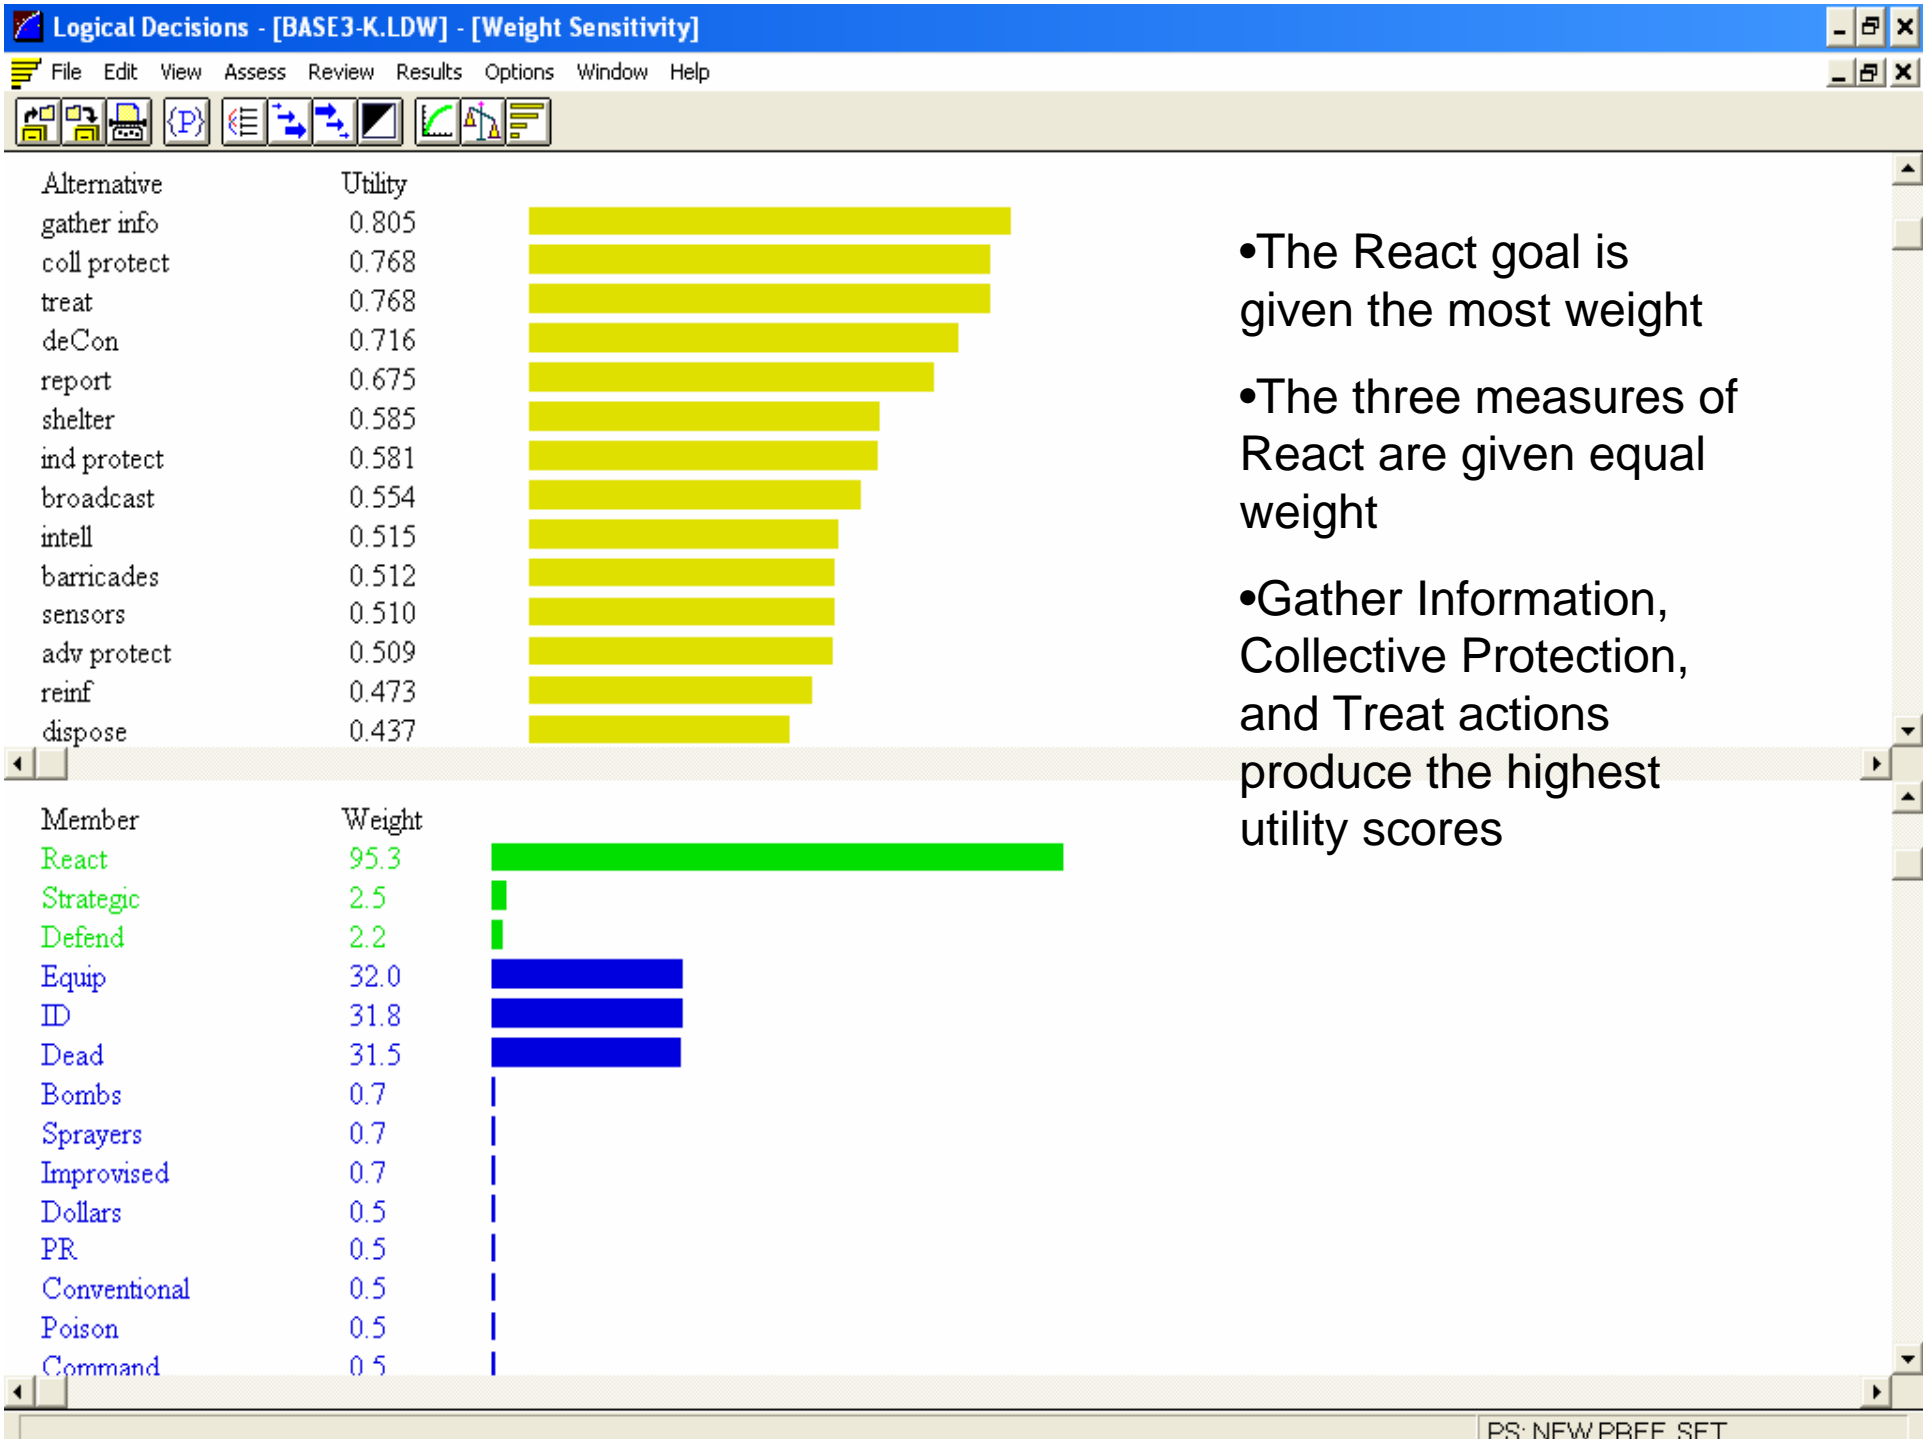 Logical Decisions - [BASE3-K.LDW] - [Weight Sensitivity]
File Edit View Assess Review Results Options Window Help
{P}
Alternative Utility
gather info 0.805
coll protect 0.768
treat 0.768
deCon 0.716
report 0.675
shelter 0.585
ind protect 0.581
broadcast 0.554
intell 0.515
barricades 0.512
sensors 0.510
adv protect 0.509
reinf 0.473
dispose 0.437
•The React goal is
given the most weight
•The three measures of
React are given equal
weight
•Gather Information,
Collective Protection,
and Treat actions
produce the highest
utility scores
Member Weight
React 95.3
Strategic 2.5
Defend 2.2
Equip 32.0
ID 31.8
Dead 31.5
Bombs 0.7
Sprayers 0.7
Improvised 0.7
Dollars 0.5
PR 0.5
Conventional 0.5
Poison 0.5
Command 0.5
PS: NEW PREF. SET